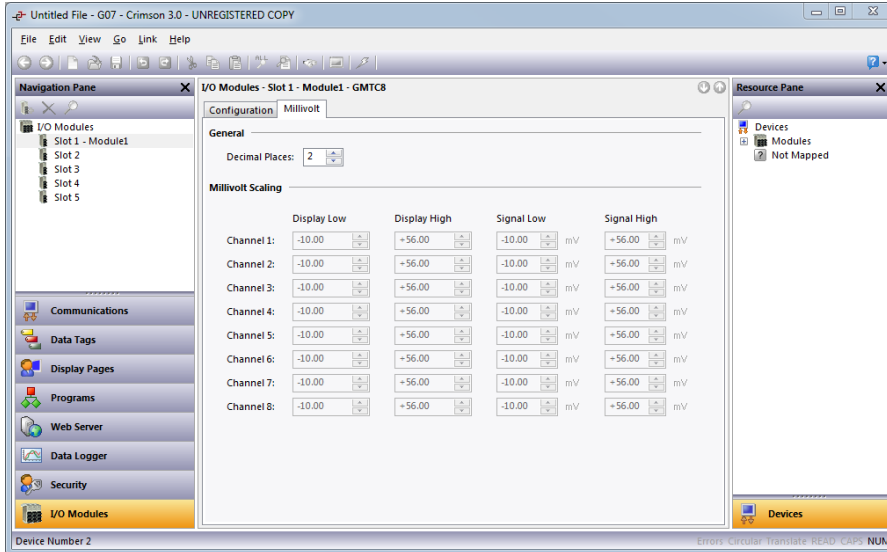 Untitled File - G07 - Crimson 3.0 - UNREGISTERED COPY
File Edit View Go Link Help
Navigation Pane
I/O Modules - Slot 1 - Module1 - GMTC8
Resource Pane
Configuration Millivolt
I/O Modules
Slot 1 - Module1
Slot 2
Slot 3
Slot 4
Slot 5
General
Decimal Places: 2
Millivolt Scaling
Display Low Display High Signal Low Signal High
Channel 1: -10.00 +56.00 -10.00 mV +56.00 mV
Channel 2: -10.00 +56.00 -10.00 mV +56.00 mV
Channel 3: -10.00 +56.00 -10.00 mV +56.00 mV
Channel 4: -10.00 +56.00 -10.00 mV +56.00 mV
Channel 5: -10.00 +56.00 -10.00 mV +56.00 mV
Channel 6: -10.00 +56.00 -10.00 mV +56.00 mV
Channel 7: -10.00 +56.00 -10.00 mV +56.00 mV
Channel 8: -10.00 +56.00 -10.00 mV +56.00 mV
Devices
Modules
Not Mapped
Communications
Data Tags
Display Pages
Programs
Web Server
Data Logger
Security
I/O Modules
Devices
Device Number 2
Errors Circular Translate READ CAPS NUM